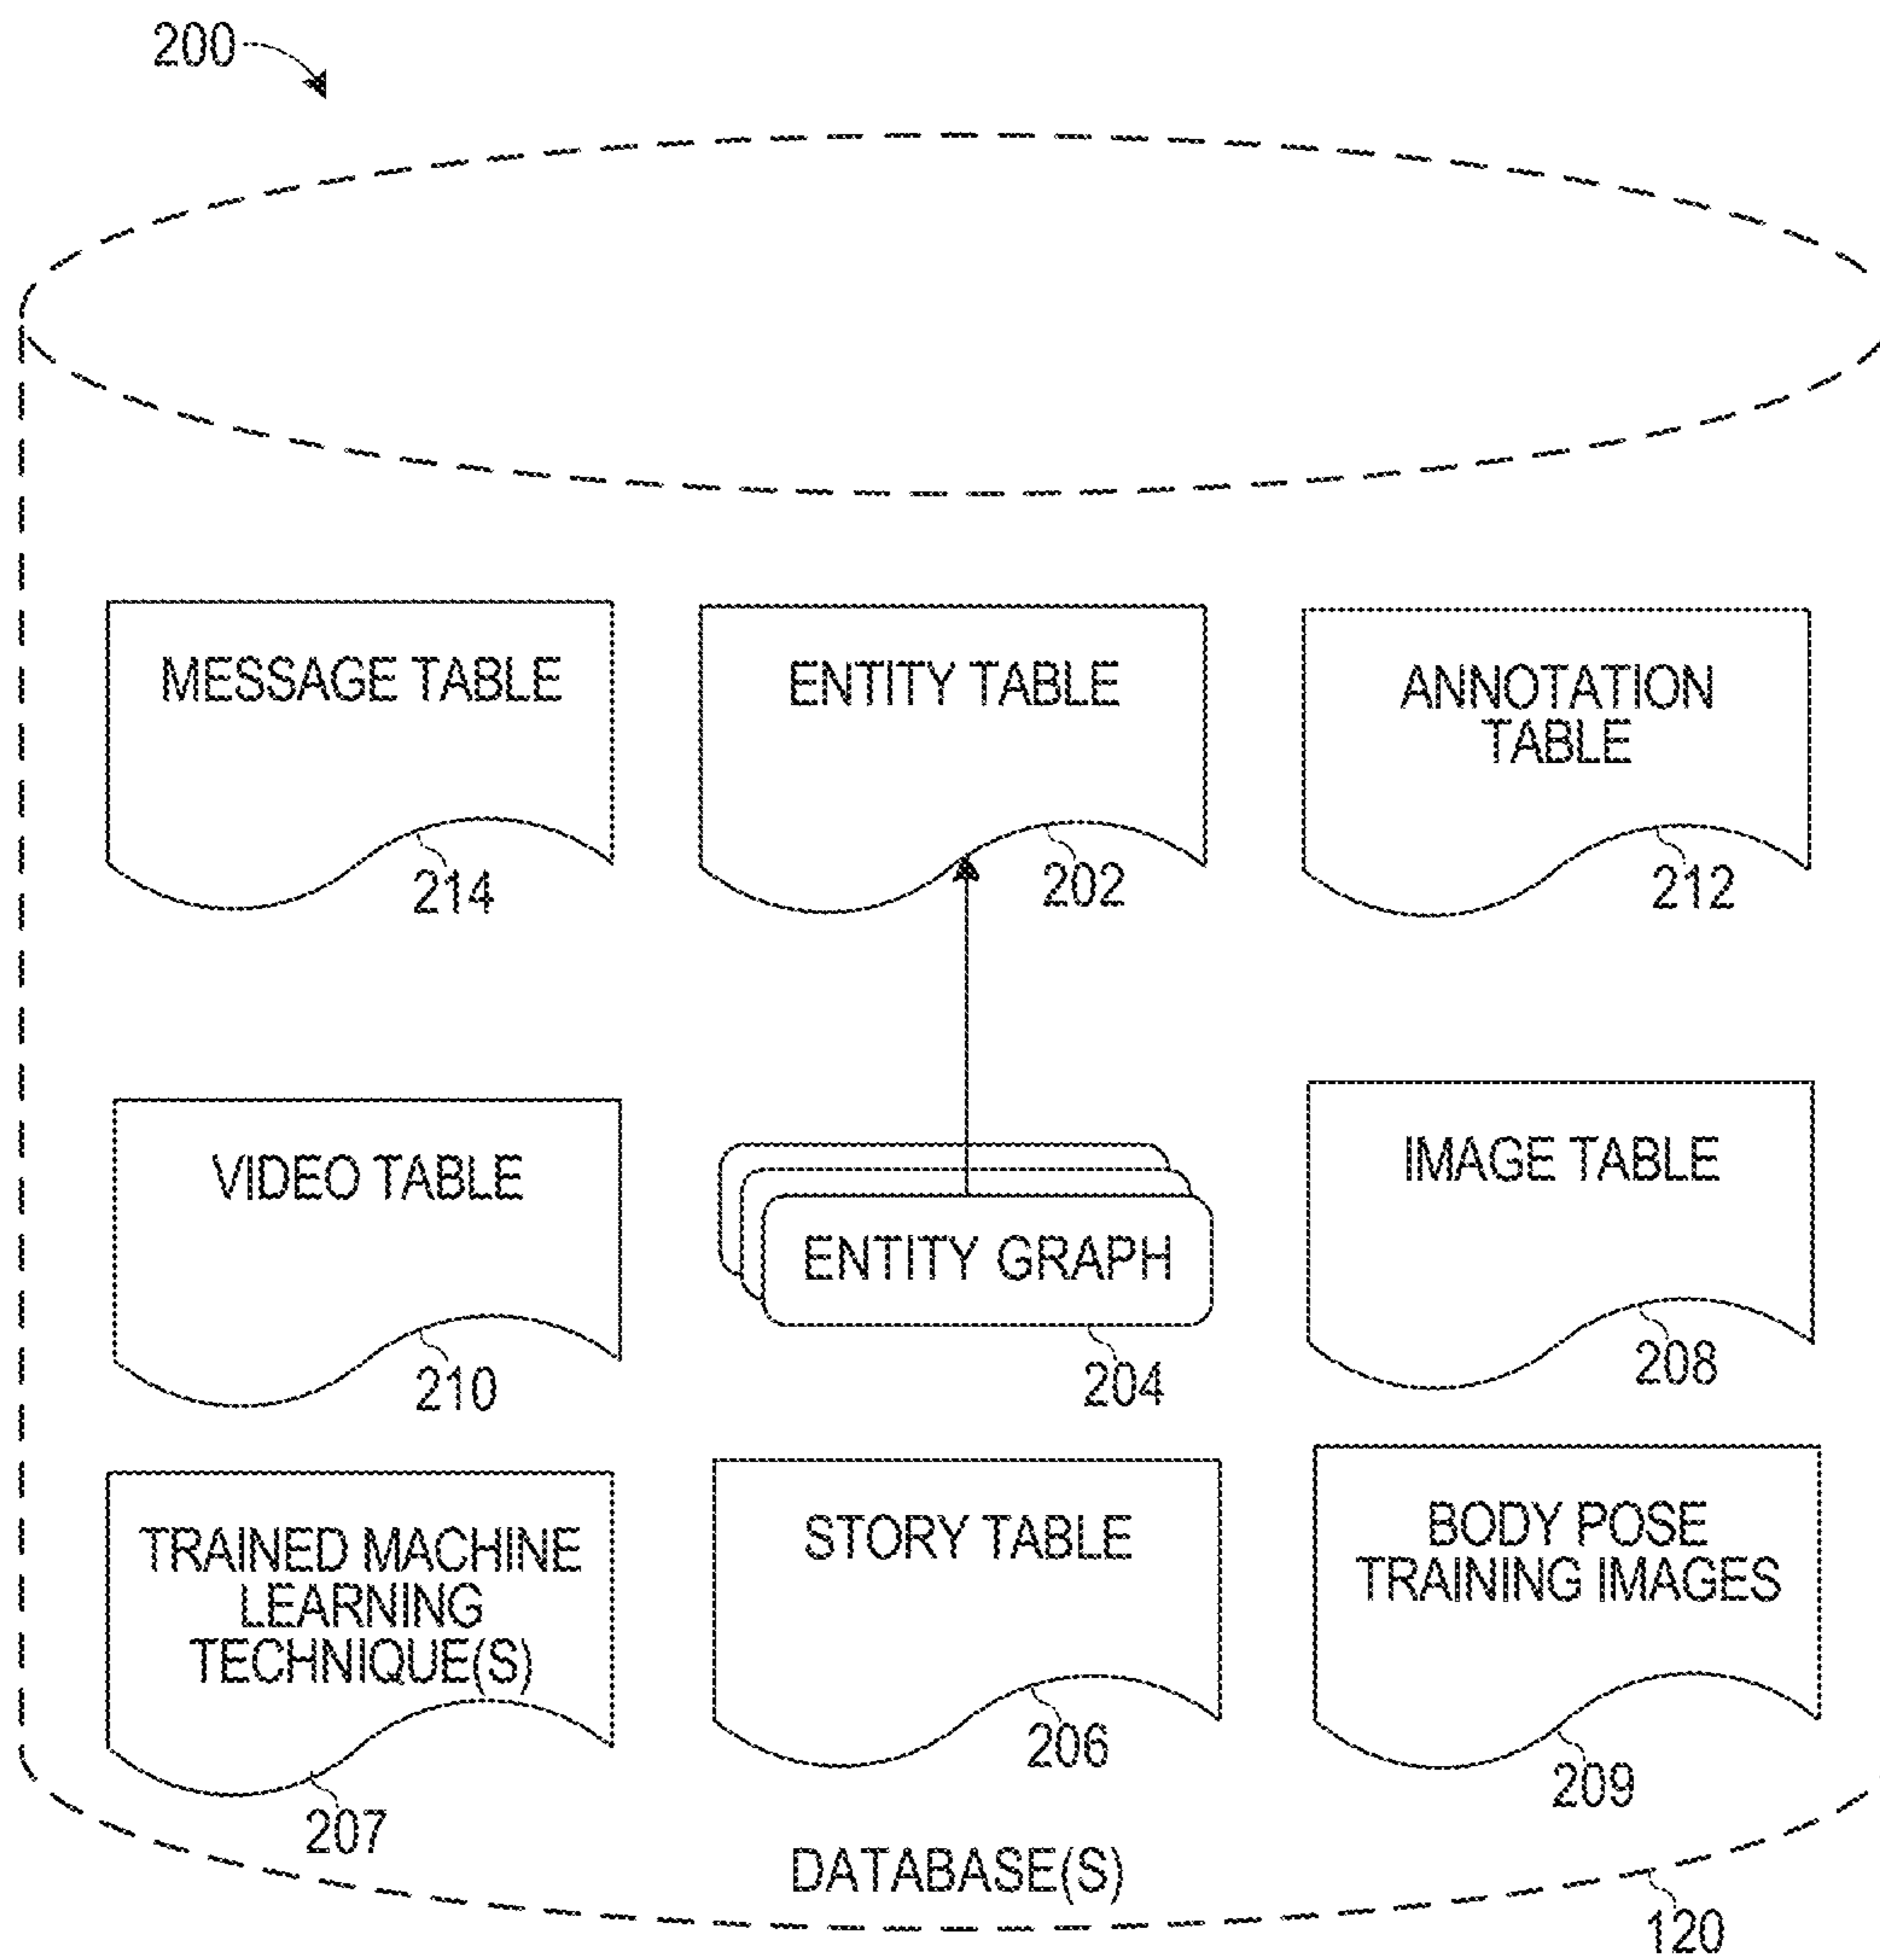 200
MESSAGE TABLE
214
ENTITY TABLE
202
ANNOTATION
TABLE
212
VIDEO TABLE
210
ENTITY GRAPH
204
IMAGE TABLE
208
TRAINED MACHINE
LEARNING
TECHNIQUE(S)
207
STORY TABLE
206
BODY POSE
TRAINING IMAGES
209
DATABASE(S)
120